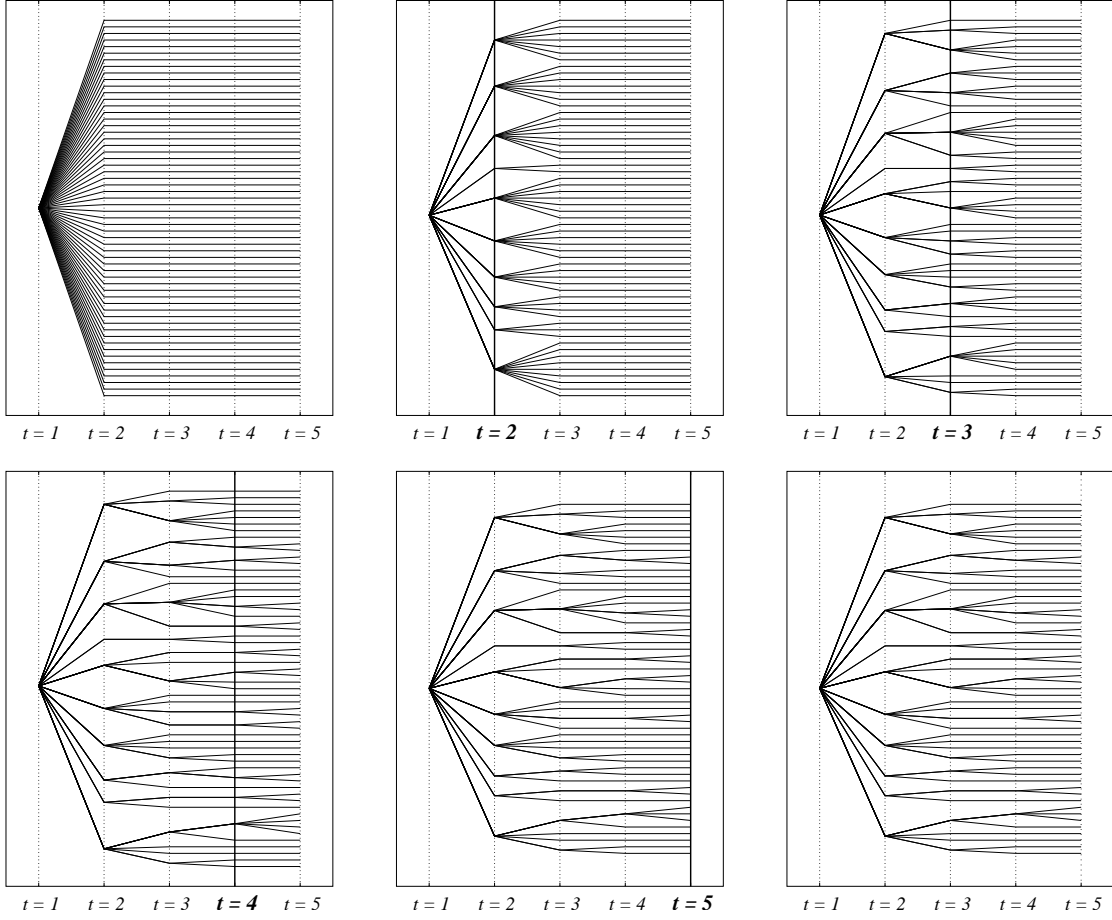 t = 1 t = 2 t = 3 t = 4 t = 5
t = 1 t = 2 t = 3 t = 4 t = 5
t = 1 t = 2 t = 3 t = 4 t = 5
t = 1 t = 2 t = 3 t = 4 t = 5
t = 1 t = 2 t = 3 t = 4 t = 5
t = 1 t = 2 t = 3 t = 4 t = 5